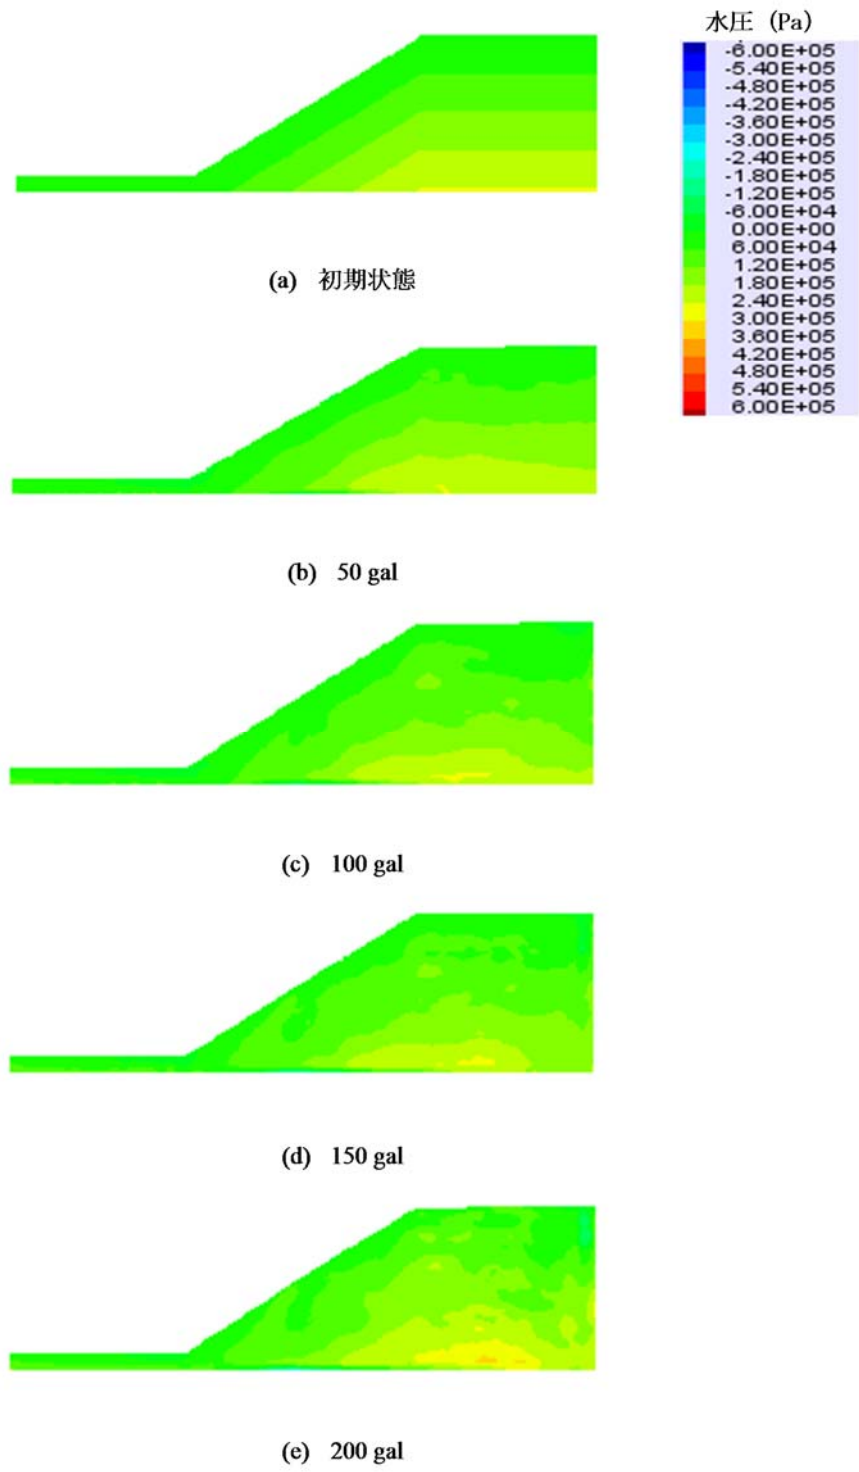 水圧 (Pa)
-6.00E+05
-5.40E+05
-4.80E+05
-4.20E+05
-3.60E+05
-3.00E+05
-2.40E+05
-1.80E+05
-1.20E+05
-6.00E+04
0.00E+00
6.00E+04
1.20E+05
1.80E+05
2.40E+05
3.00E+05
3.60E+05
4.20E+05
4.80E+05
5.40E+05
6.00E+05
(a) 初期状態
(b) 50 gal
(c) 100 gal
(d) 150 gal
(e) 200 gal